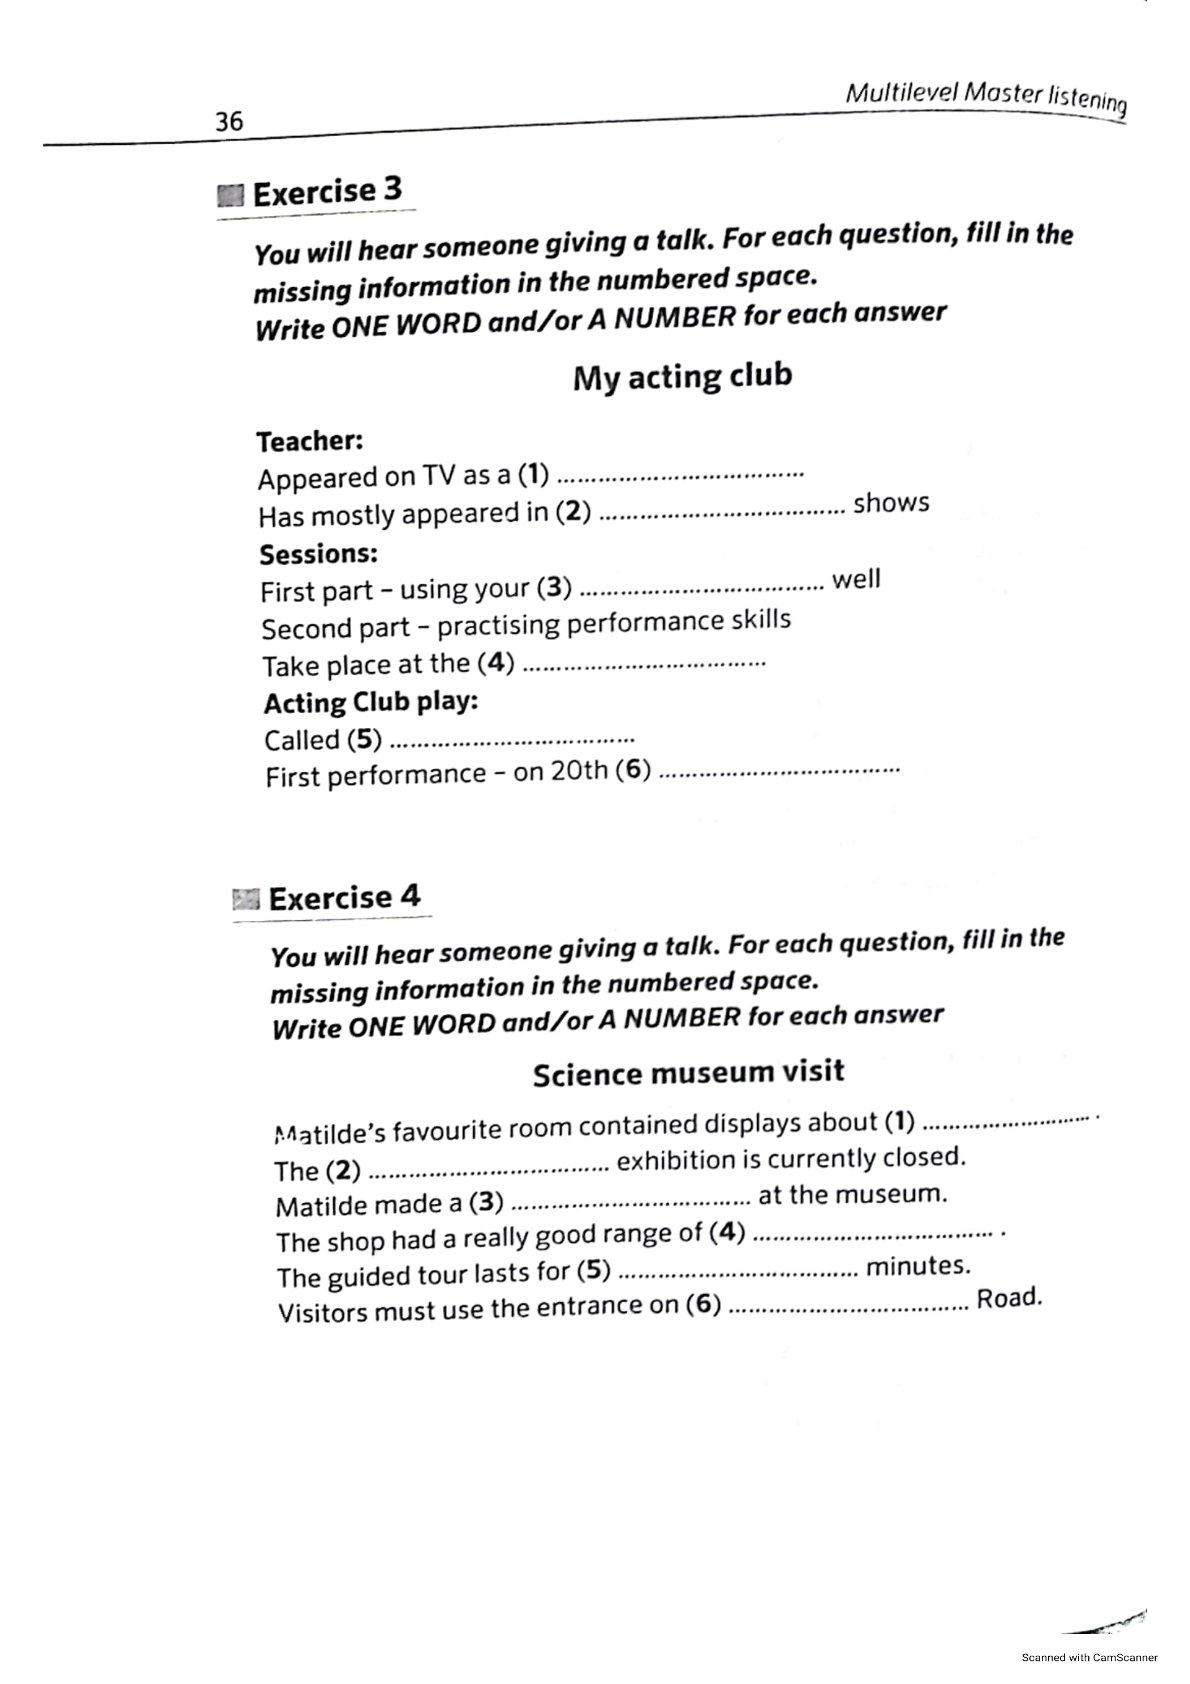 36
Multilevel Master listening
Exercise 3
You will hear someone giving a talk. For each question, fill in the
missing information in the numbered space.
Write ONE WORD and/or A NUMBER for each answer
My acting club
Teacher:
Appeared on TV as a (1) ....................................
Has mostly appeared in (2) .................................... shows
Sessions:
First part – using your (3) .................................... well
Second part – practising performance skills
Take place at the (4) ....................................
Acting Club play:
Called (5) ....................................
First performance – on 20th (6) ....................................
Exercise 4
You will hear someone giving a talk. For each question, fill in the
missing information in the numbered space.
Write ONE WORD and/or A NUMBER for each answer
Science museum visit
Matilde's favourite room contained displays about (1) ......................... .
The (2) .................................... exhibition is currently closed.
Matilde made a (3) .................................... at the museum.
The shop had a really good range of (4) .................................... .
The guided tour lasts for (5) .................................... minutes.
Visitors must use the entrance on (6) .................................... Road.
Scanned with CamScanner